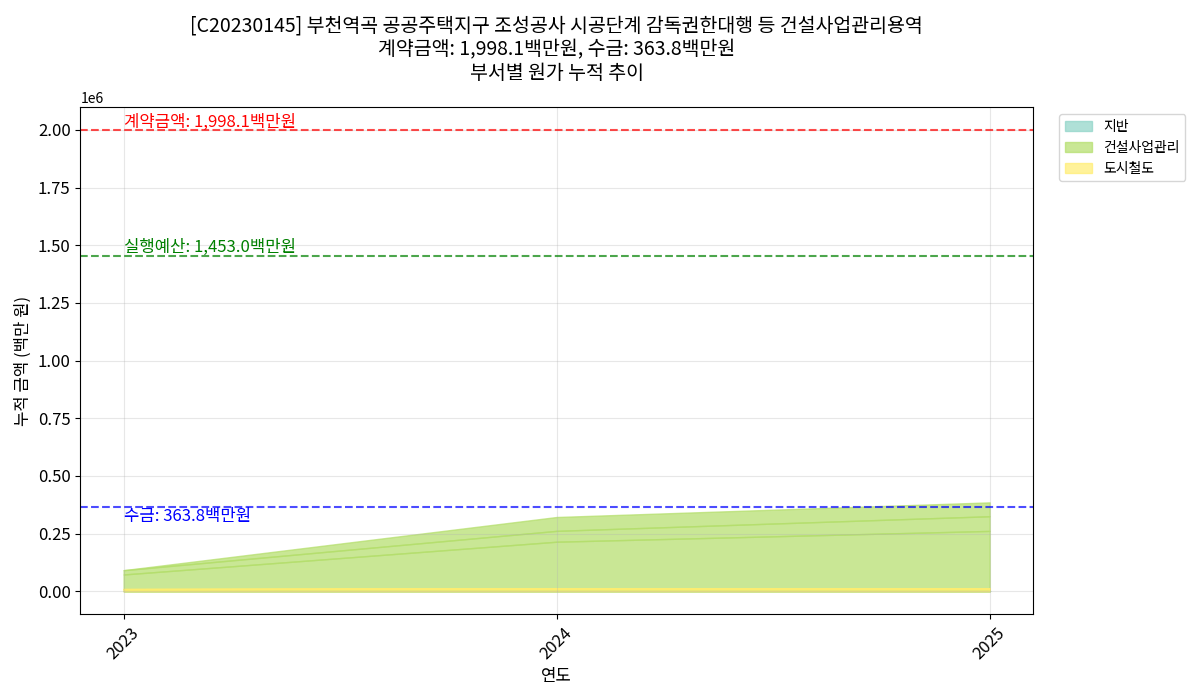 [C20230145] 부천역곡 공공주택지구 조성공사 시공단계 감독권한대행 등 건설사업관리용역
계약금액: 1,998.1백만원, 수금: 363.8백만원
부서별 원가 누적 추이
1e6
계약금액: 1,998.1백만원
실행예산: 1,453.0백만원
수금: 363.8백만원
2.00
1.75
1.50
1.25
1.00
0.75
0.50
0.25
0.00
누적 금액 (백만 원)
2023
2024
2025
연도
지반
건설사업관리
도시철도